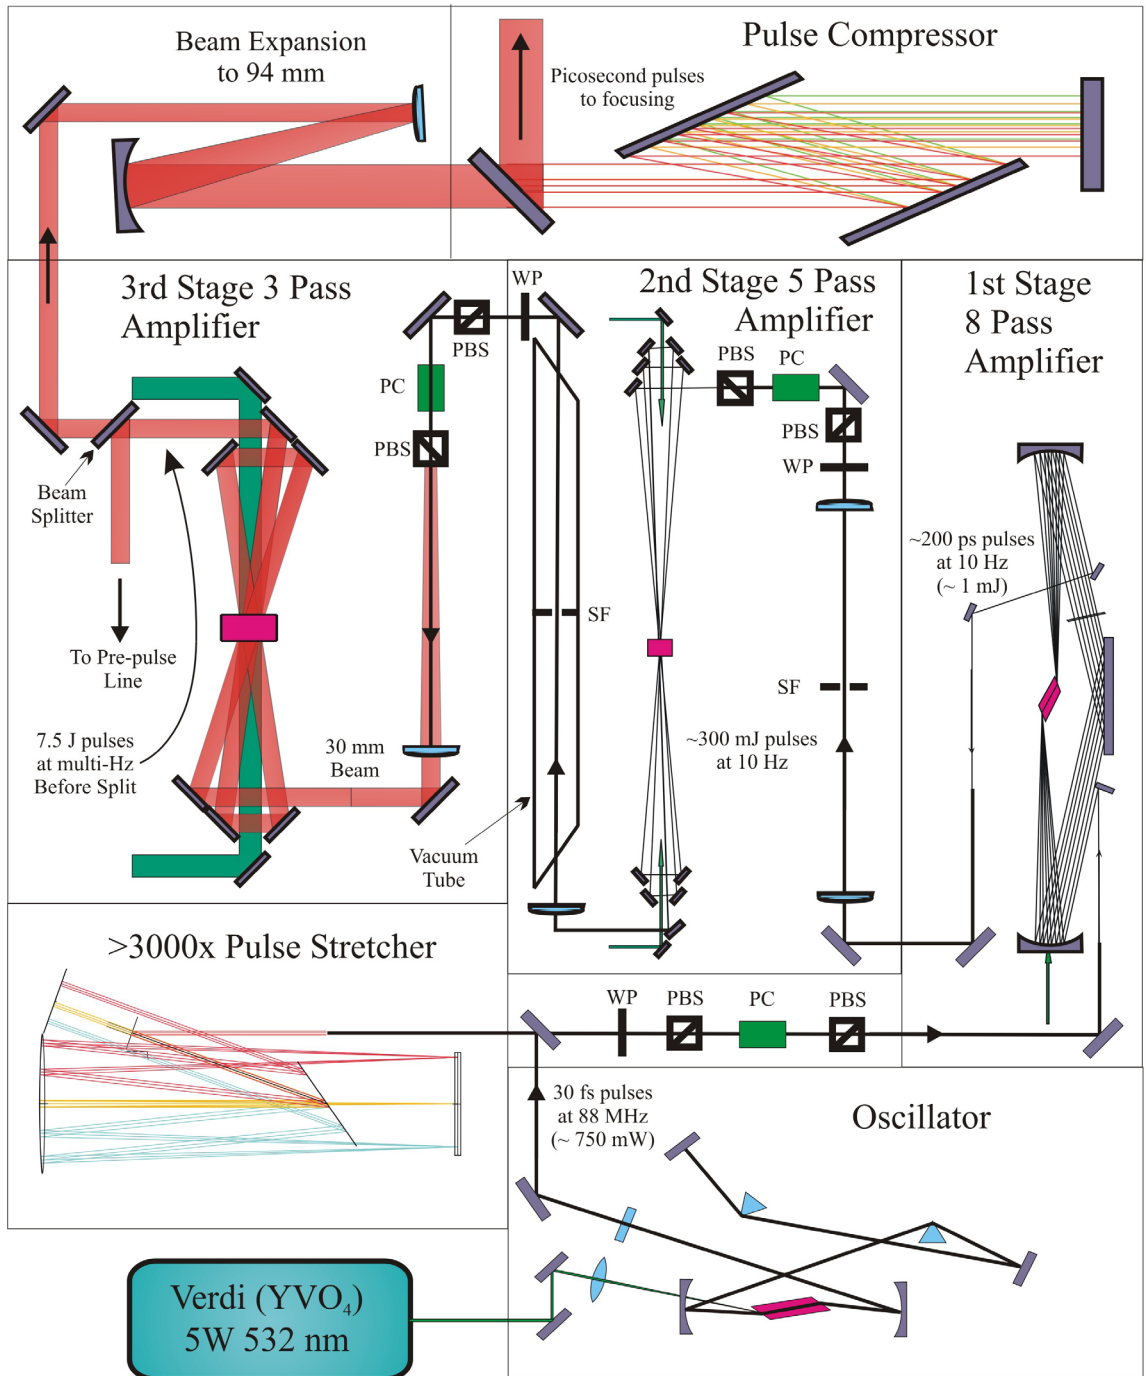 Beam Expansion
to 94 mm
Pulse Compressor
Picosecond pulses
to focusing
3rd Stage 3 Pass
Amplifier
WP
PBS
PC
PBS
Beam
Splitter
To Pre-pulse
Line
7.5 J pulses
at multi-Hz
Before Split
30 mm
Beam
SF
Vacuum
Tube
2nd Stage 5 Pass
Amplifier
PBS
PC
PBS
WP
SF
~300 mJ pulses
at 10 Hz
1st Stage
8 Pass
Amplifier
~200 ps pulses
at 10 Hz
(~ 1 mJ)
>3000x Pulse Stretcher
WP
PBS
PC
PBS
30 fs pulses
at 88 MHz
(~ 750 mW)
Oscillator
Verdi (YVO₄)
5W 532 nm